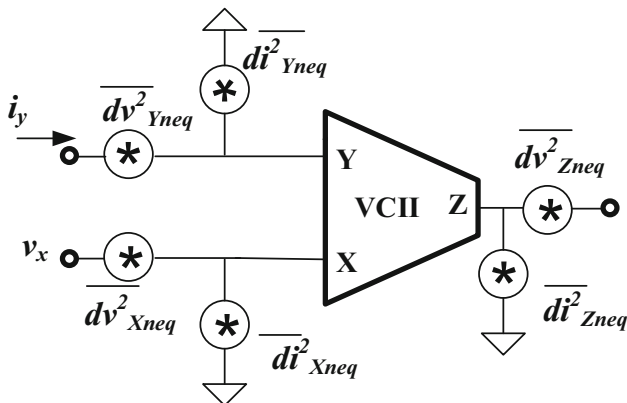 di²Yneq
dv²Yneq
iy
Y
dv²Zneq
VCII
Z
vx
X
dv²Xneq
di²Xneq
di²Zneq